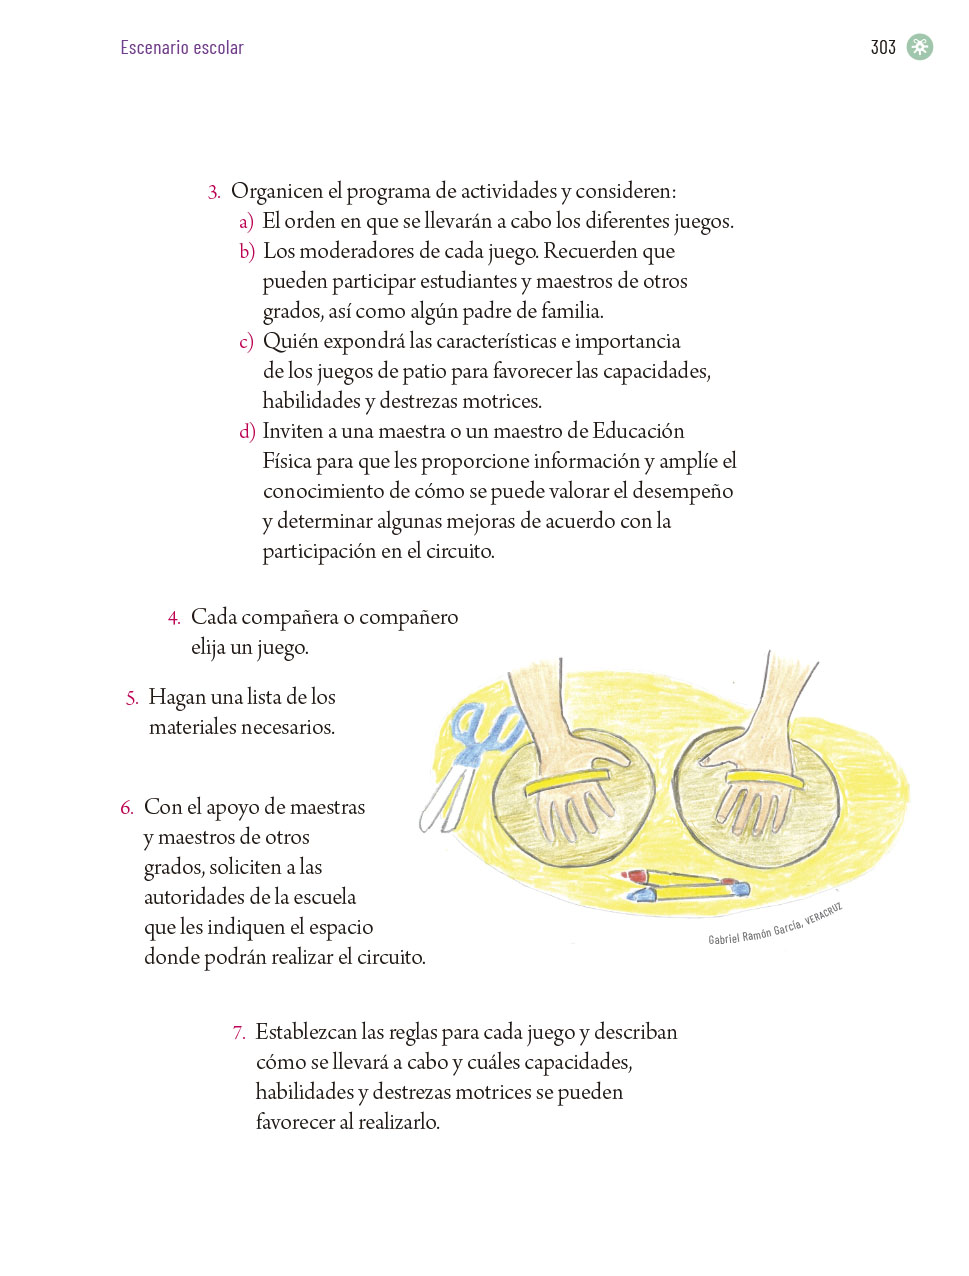 Escenario escolar
303
3. Organicen el programa de actividades y consideren:
a) El orden en que se llevarán a cabo los diferentes juegos.
b) Los moderadores de cada juego. Recuerden que
pueden participar estudiantes y maestros de otros
grados, así como algún padre de familia.
c) Quién expondrá las características e importancia
de los juegos de patio para favorecer las capacidades,
habilidades y destrezas motrices.
d) Inviten a una maestra o un maestro de Educación
Física para que les proporcione información y amplíe el
conocimiento de cómo se puede valorar el desempeño
y determinar algunas mejoras de acuerdo con la
participación en el circuito.
4. Cada compañera o compañero
elija un juego.
5. Hagan una lista de los
materiales necesarios.
6. Con el apoyo de maestras
y maestros de otros
grados, soliciten a las
autoridades de la escuela
que les indiquen el espacio
donde podrán realizar el circuito.
Gabriel Ramón García, VERACRUZ
7. Establezcan las reglas para cada juego y describan
cómo se llevará a cabo y cuáles capacidades,
habilidades y destrezas motrices se pueden
favorecer al realizarlo.